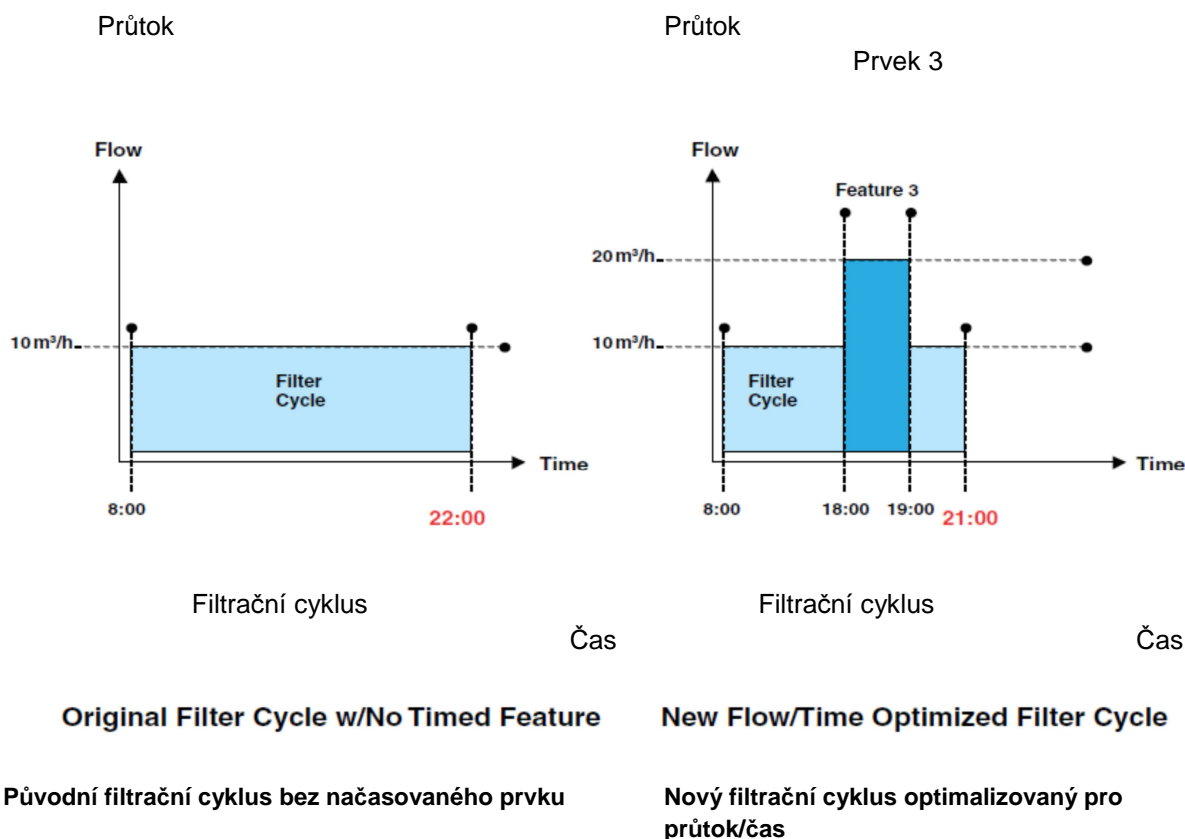 Průtok
Průtok
Prvek 3
Flow
Flow
Feature 3
20 m³/h
10 m³/h
10 m³/h
Filter
Cycle
Filter
Cycle
Time
Time
8:00
22:00
8:00
18:00
19:00
21:00
Filtrační cyklus
Filtrační cyklus
Čas
Čas
Original Filter Cycle w/No Timed Feature
New Flow/Time Optimized Filter Cycle
Původní filtrační cyklus bez načasovaného prvku
Nový filtrační cyklus optimalizovaný pro
průtok/čas